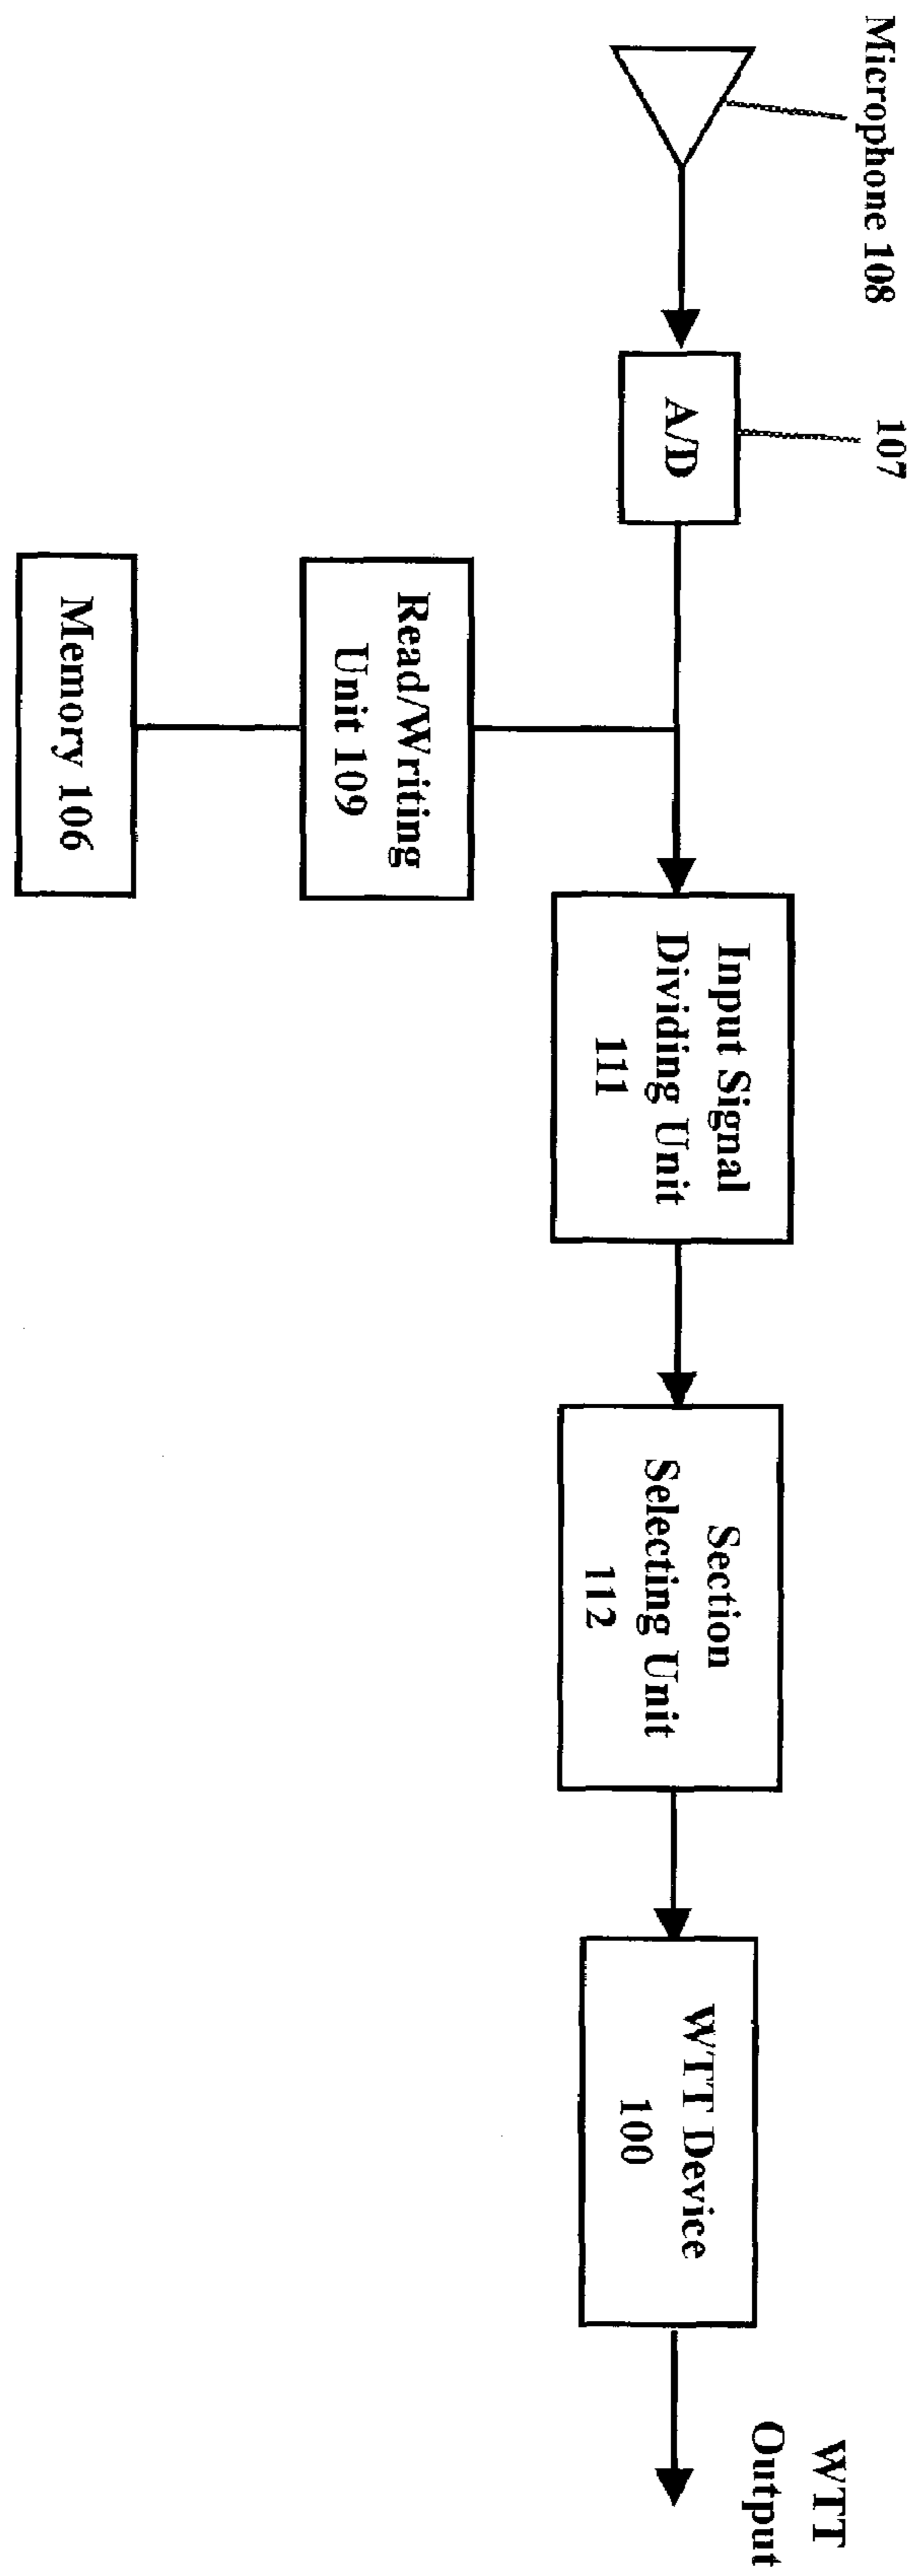 Microphone 108
107
A/D
Read/Writing
Unit 109
Memory 106
Input Signal
Dividing Unit
111
Section
Selecting Unit
112
WTT Device
100
WTT
Output